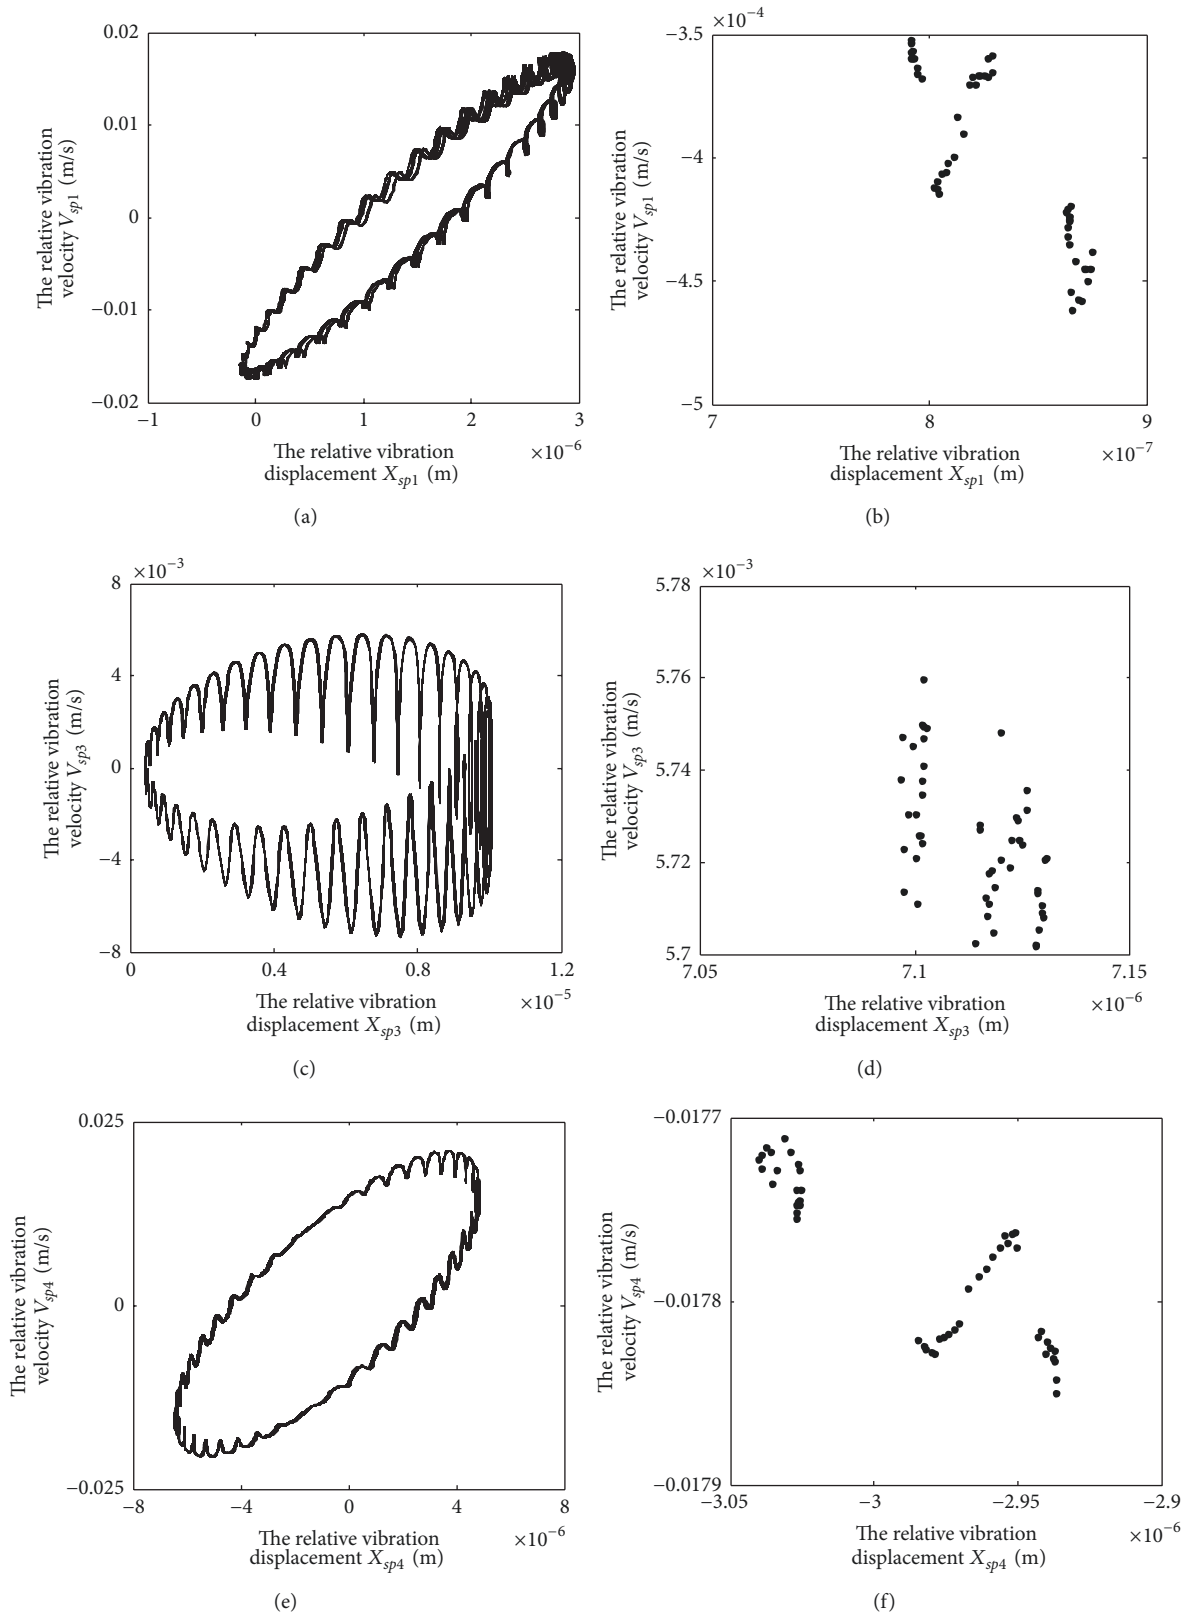 0.02
0.01
0
−0.01
−0.02
The relative vibration
velocity V_sp1 (m/s)
−1 0 1 2 3
×10^−6
The relative vibration
displacement X_sp1 (m)
(a)
×10^−4
−3.5
−4
−4.5
−5
The relative vibration
velocity V_sp1 (m/s)
7 8 9
×10^−7
The relative vibration
displacement X_sp1 (m)
(b)
×10^−3
8
4
0
−4
−8
The relative vibration
velocity V_sp3 (m/s)
0 0.4 0.8 1.2
×10^−5
The relative vibration
displacement X_sp3 (m)
(c)
×10^−3
5.78
5.76
5.74
5.72
5.7
The relative vibration
velocity V_sp3 (m/s)
7.05 7.1 7.15
×10^−6
The relative vibration
displacement X_sp3 (m)
(d)
0.025
0
−0.025
The relative vibration
velocity V_sp4 (m/s)
−8 −4 0 4 8
×10^−6
The relative vibration
displacement X_sp4 (m)
(e)
−0.0177
−0.0178
−0.0179
The relative vibration
velocity V_sp4 (m/s)
−3.05 −3 −2.95 −2.9
×10^−6
The relative vibration
displacement X_sp4 (m)
(f)